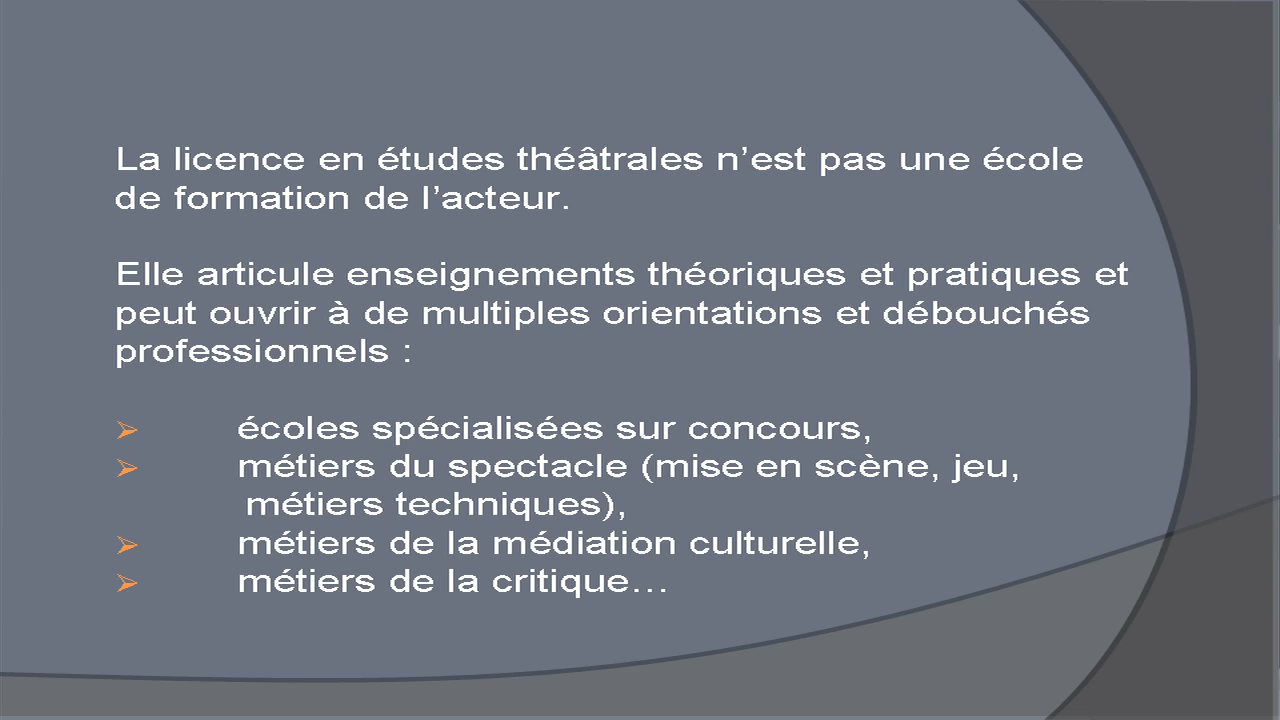 La licence en études théâtrales n’est pas une école
de formation de l’acteur.
Elle articule enseignements théoriques et pratiques et
peut ouvrir à de multiples orientations et débouchés
professionnels :
➢ écoles spécialisées sur concours,
➢ métiers du spectacle (mise en scène, jeu,
métiers techniques),
➢ métiers de la médiation culturelle,
➢ métiers de la critique…